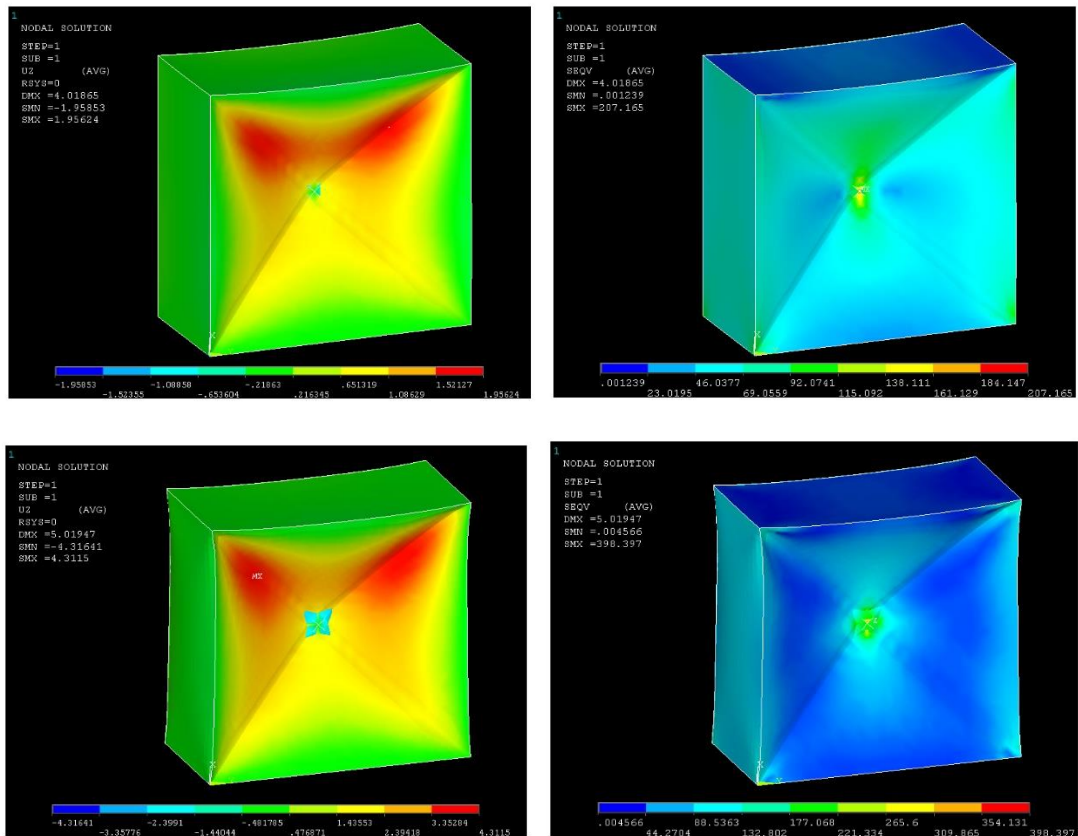 1
NODAL SOLUTION
STEP=1
SUB =1
UZ (AVG)
RSYS=0
DMX =4.01865
SMN =-1.95853
SMX =1.95624
X
-1.95853 -1.08858 -.21863 .651319 1.52127
-1.52355 -.653604 .216345 1.08629 1.95624
1
NODAL SOLUTION
STEP=1
SUB =1
SEQV (AVG)
DMX =4.01865
SMN =.001239
SMX =207.165
X
.001239 46.0377 92.0741 138.111 184.147
23.0195 69.0559 115.092 161.129 207.165
1
NODAL SOLUTION
STEP=1
SUB =1
UZ (AVG)
RSYS=0
DMX =5.01947
SMN =-4.31641
SMX =4.3115
MX
X
-4.31641 -2.3991 -.481785 1.43553 3.35284
-3.35776 -1.44044 .476871 2.39418 4.3115
1
NODAL SOLUTION
STEP=1
SUB =1
SEQV (AVG)
DMX =5.01947
SMN =.004566
SMX =398.397
X
.004566 88.5363 177.068 265.6 354.131
44.2704 132.802 221.334 309.865 398.397